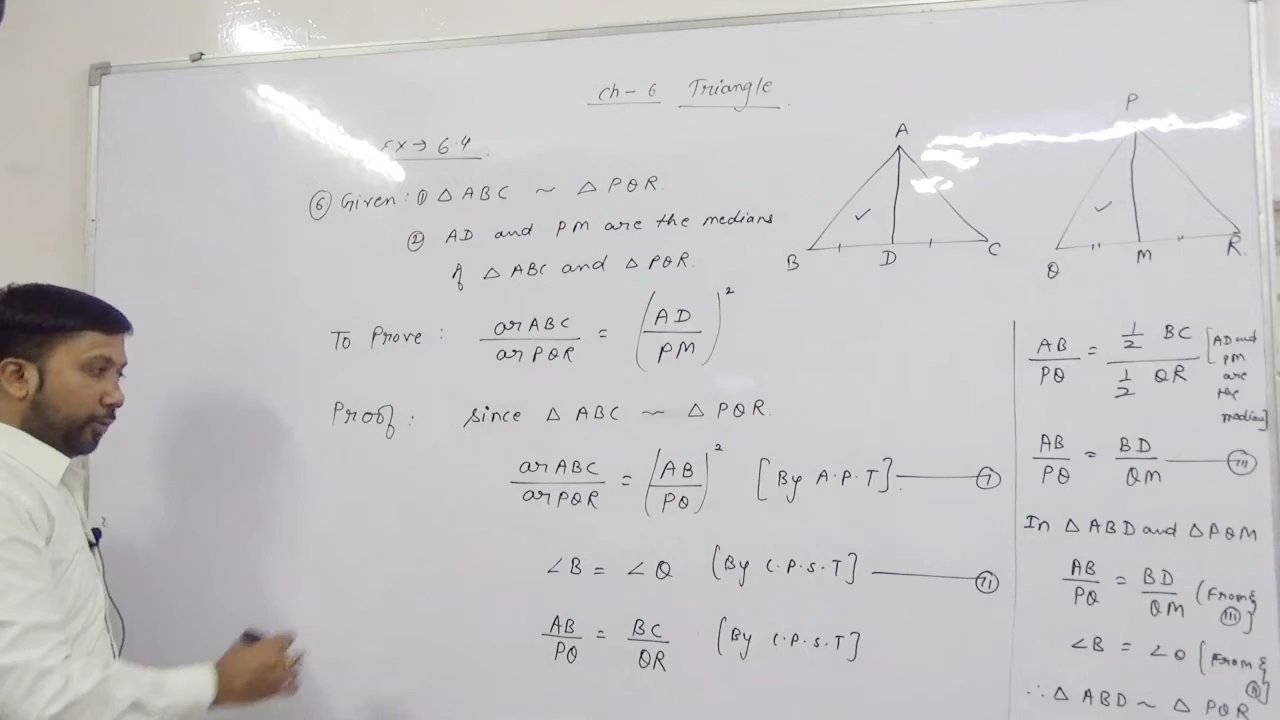 Ch-6 Triangle
Ex→ 6.4
⑥ Given: ① △ ABC ~ △ PQR
② AD and PM are the medians
of △ ABC and △ PQR.
To Prove: ar ABC / ar PQR = (AD / PM)²
Proof: Since △ ABC ~ △ PQR.
ar ABC / ar PQR = (AB / PQ)² [By A.P.T] — Ⓘ
∠B = ∠Q [By C.P.S.T] — ⓘⓘ
AB / PQ = BC / QR [By C.P.S.T]
A
B D C
P
Q M R
AB / PQ = ½ BC / ½ QR [AD and
PM
are
the
median]
AB / PQ = BD / QM — ⓘⓘⓘ
In △ ABD and △ PQM
AB / PQ = BD / QM (From {
III}]
∠B = ∠Q [From {
II}]
∴ △ ABD ~ △ PQR